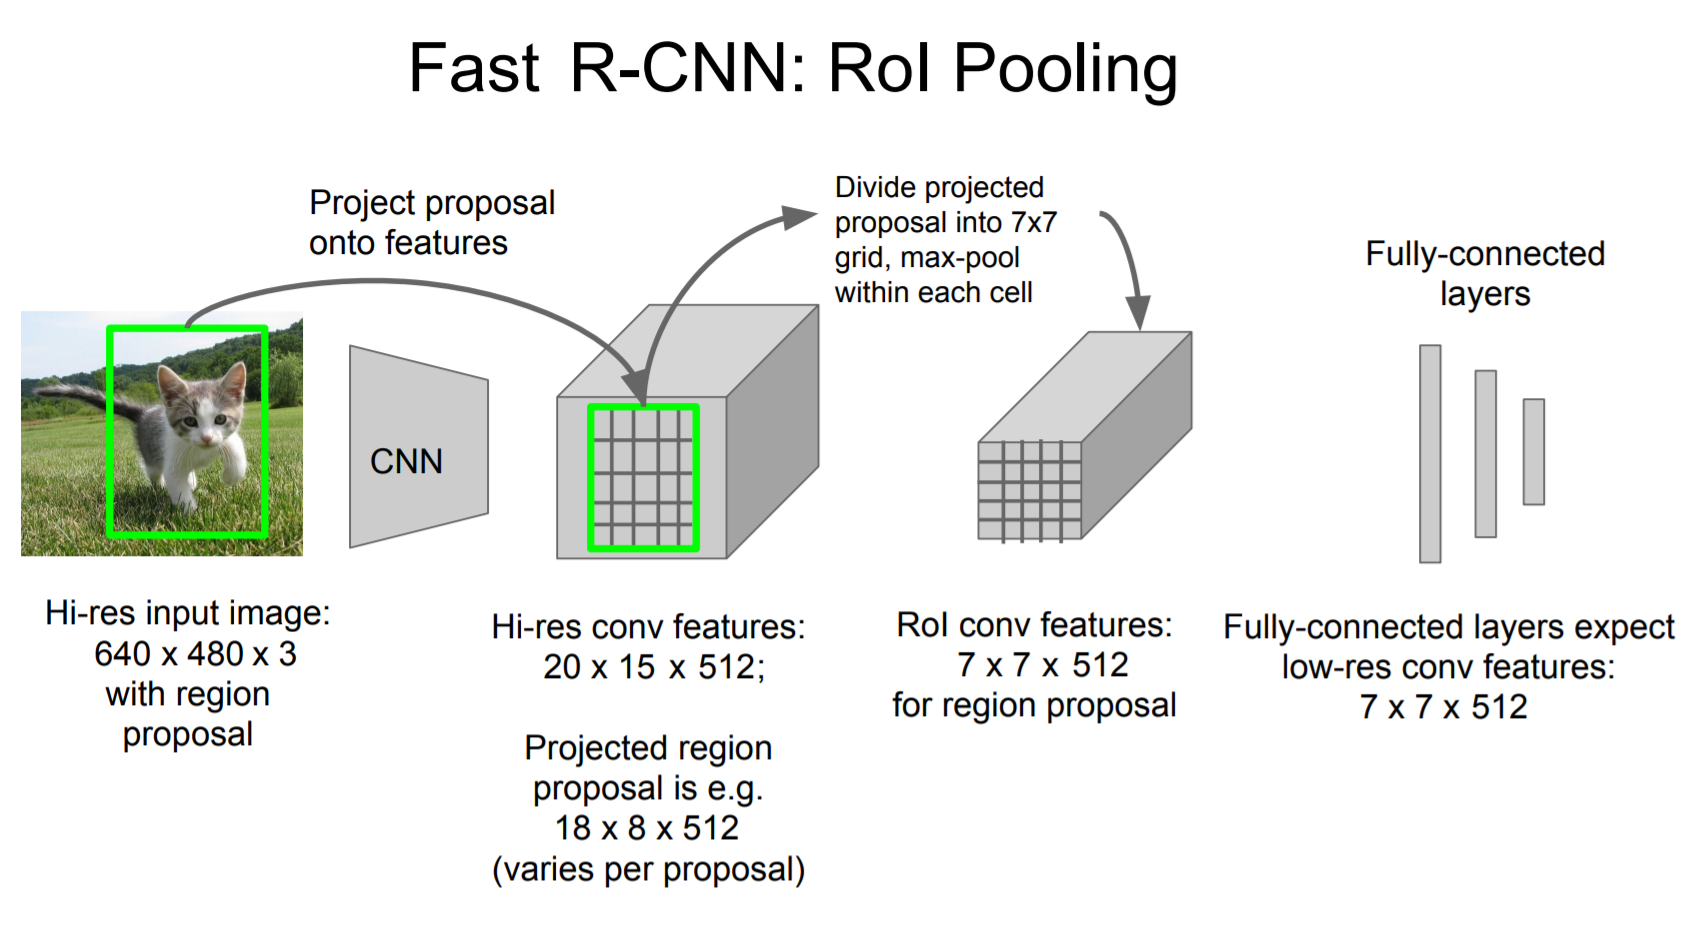 Fast R-CNN: RoI Pooling
Project proposal
onto features
Divide projected
proposal into 7x7
grid, max-pool
within each cell
Fully-connected
layers
CNN
Hi-res input image:
640 x 480 x 3
with region
proposal
Hi-res conv features:
20 x 15 x 512;
Projected region
proposal is e.g.
18 x 8 x 512
(varies per proposal)
RoI conv features:
7 x 7 x 512
for region proposal
Fully-connected layers expect
low-res conv features:
7 x 7 x 512